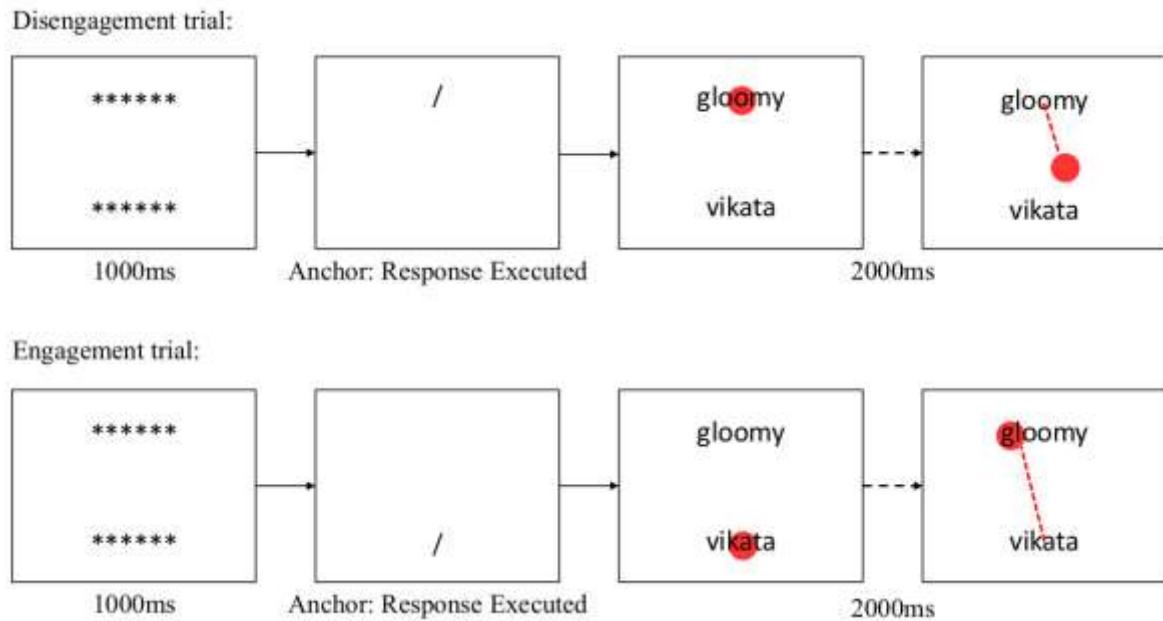 Disengagement trial:
******
/
gloomy
gloomy
******
vikata
vikata
1000ms
Anchor: Response Executed
2000ms
Engagement trial:
******
gloomy
gloomy
******
/
vikata
vikata
1000ms
Anchor: Response Executed
2000ms